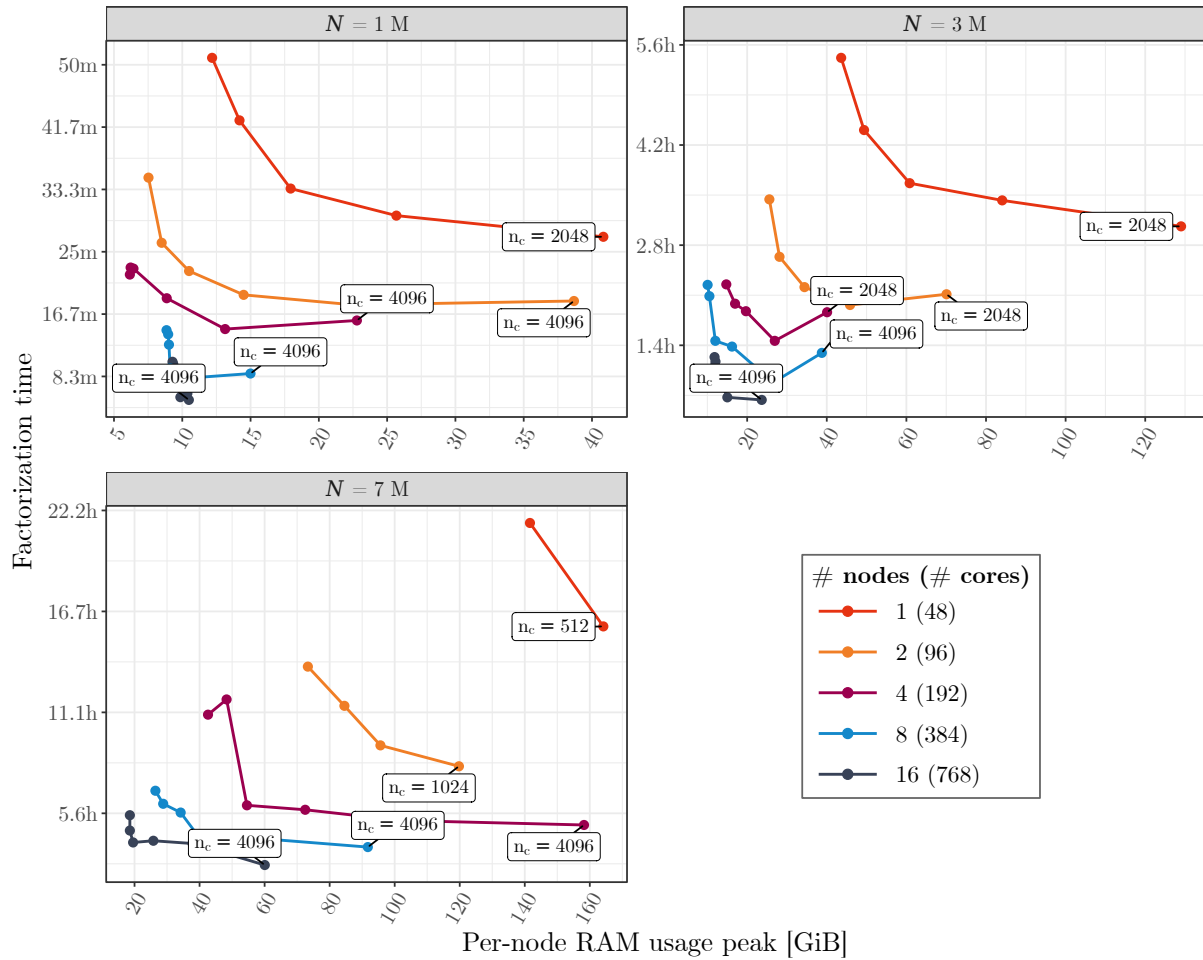 N = 1 M
N = 3 M
50m
41.7m
33.3m
25m
16.7m
8.3m
n_c = 2048
n_c = 4096
n_c = 4096
n_c = 4096
n_c = 4096
5
10
15
20
25
30
35
40
5.6h
4.2h
2.8h
1.4h
n_c = 2048
n_c = 2048
n_c = 2048
n_c = 4096
n_c = 4096
20
40
60
80
100
120
Factorization time
N = 7 M
22.2h
16.7h
11.1h
5.6h
n_c = 512
n_c = 1024
n_c = 4096
n_c = 4096
n_c = 4096
20
40
60
80
100
120
140
160
Per-node RAM usage peak [GiB]
# nodes (# cores)
1 (48)
2 (96)
4 (192)
8 (384)
16 (768)